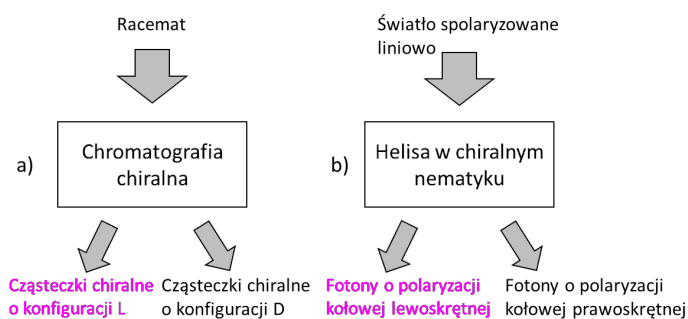 Racemat
Światło spolaryzowane
liniowo
a)
Chromatografia
chiralna
b)
Helisa w chiralnym
nematyku
Cząsteczki chiralne
o konfiguracji L
Cząsteczki chiralne
o konfiguracji D
Fotony o polaryzacji
kołowej lewoskrętnej
Fotony o polaryzacji
kołowej prawoskrętnej